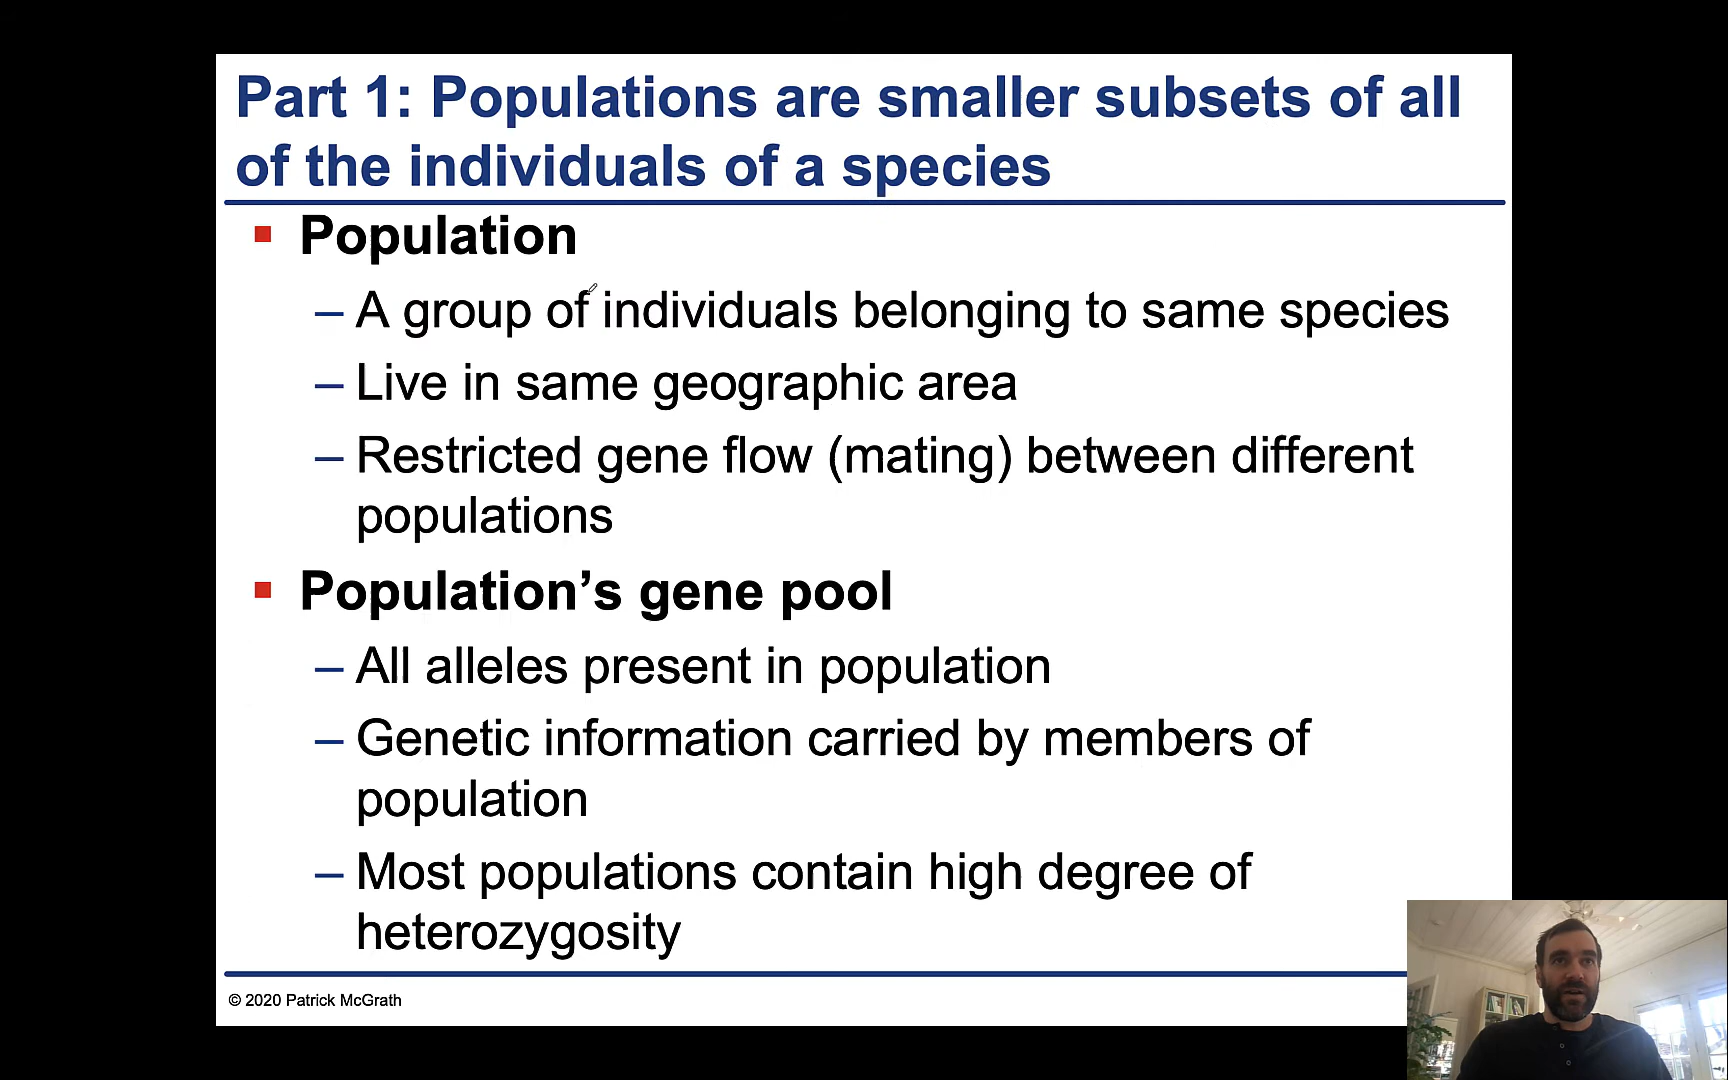 Part 1: Populations are smaller subsets of all
of the individuals of a species
▪ Population
– A group of individuals belonging to same species
– Live in same geographic area
– Restricted gene flow (mating) between different
populations
▪ Population’s gene pool
– All alleles present in population
– Genetic information carried by members of
population
– Most populations contain high degree of
heterozygosity
© 2020 Patrick McGrath